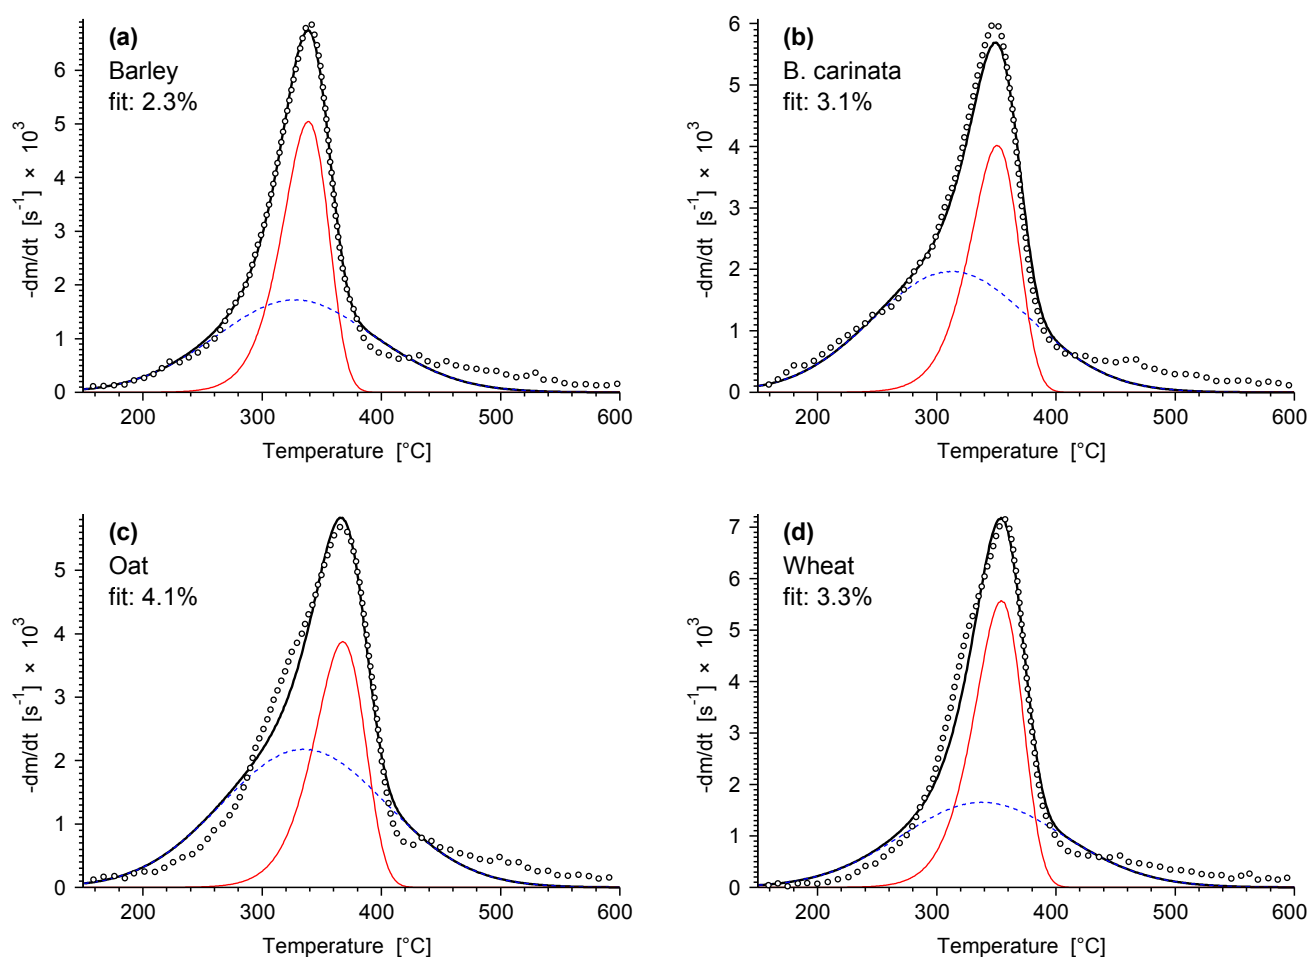 (a)
Barley
fit: 2.3%
-dm/dt [s⁻¹] × 10³
6
5
4
3
2
1
0
200 300 400 500 600
Temperature [°C]
(b)
B. carinata
fit: 3.1%
-dm/dt [s⁻¹] × 10³
6
5
4
3
2
1
0
200 300 400 500 600
Temperature [°C]
(c)
Oat
fit: 4.1%
-dm/dt [s⁻¹] × 10³
5
4
3
2
1
0
200 300 400 500 600
Temperature [°C]
(d)
Wheat
fit: 3.3%
-dm/dt [s⁻¹] × 10³
7
6
5
4
3
2
1
0
200 300 400 500 600
Temperature [°C]